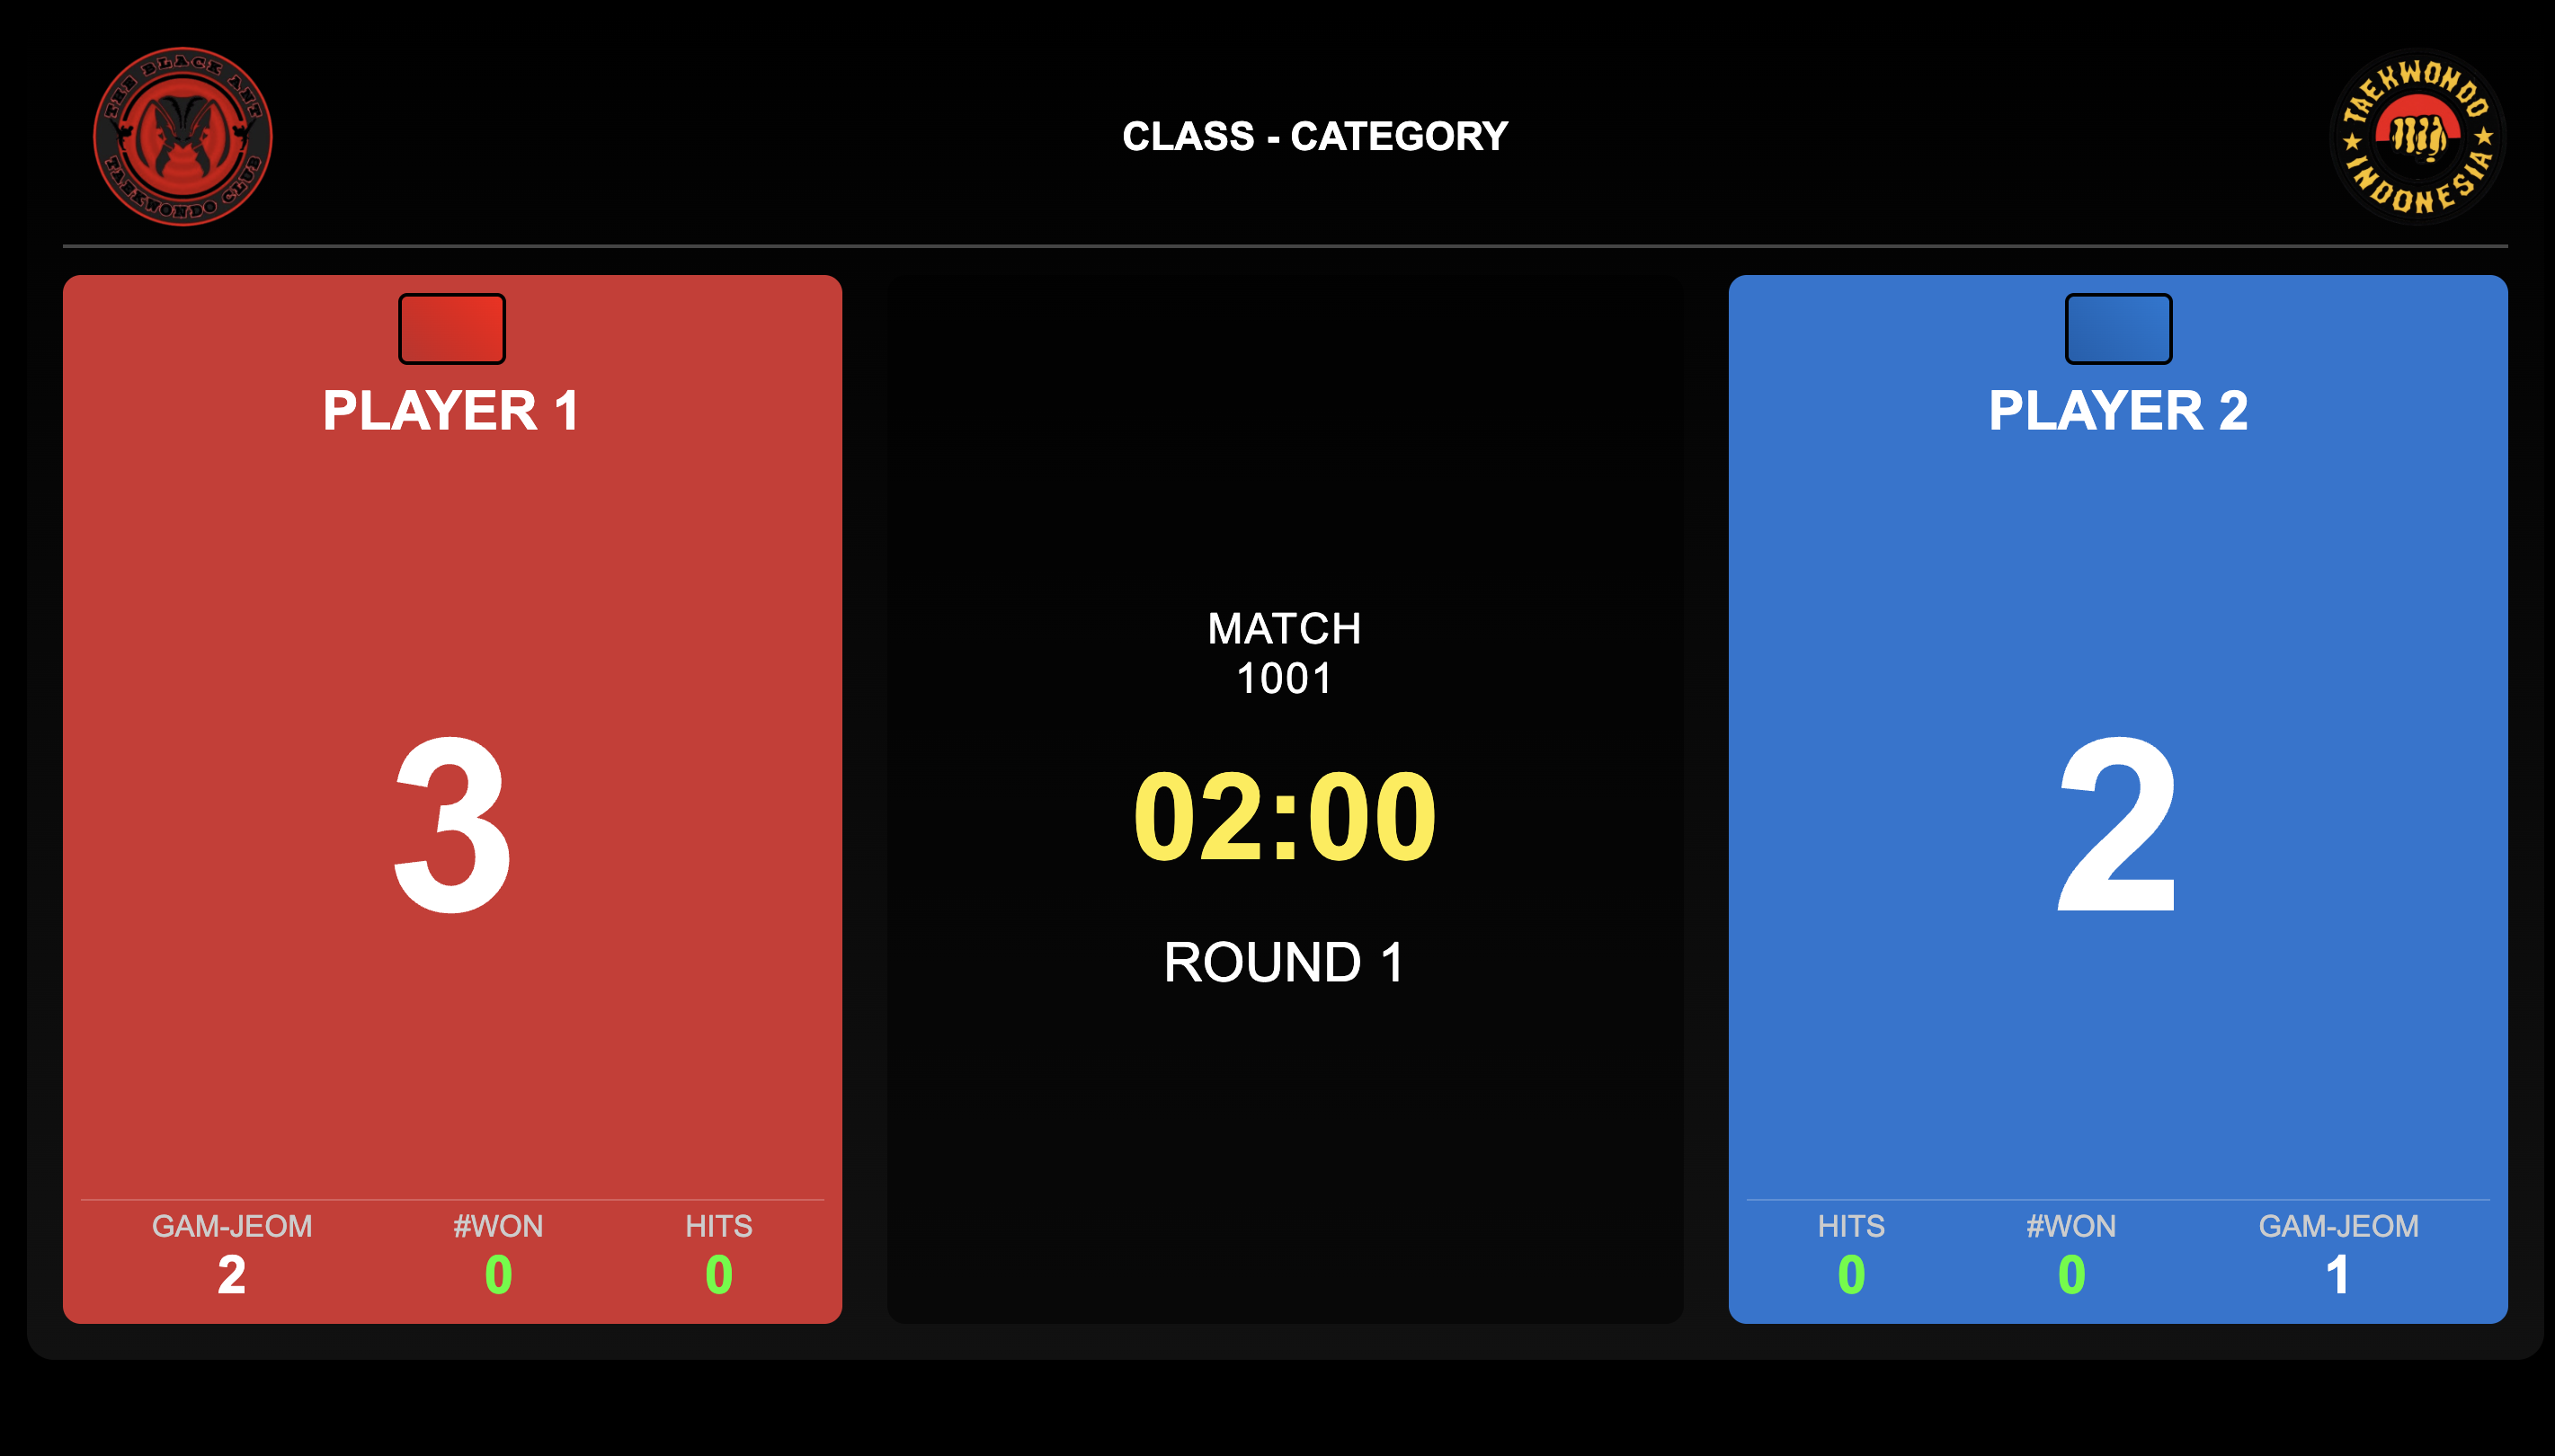 THE BLACK ANT
TAEKWONDO CLUB
CLASS - CATEGORY
TAEKWONDO
INDONESIA
PLAYER 1
3
GAM-JEOM #WON HITS
2 0 0
MATCH
1001
02:00
ROUND 1
PLAYER 2
2
HITS #WON GAM-JEOM
0 0 1